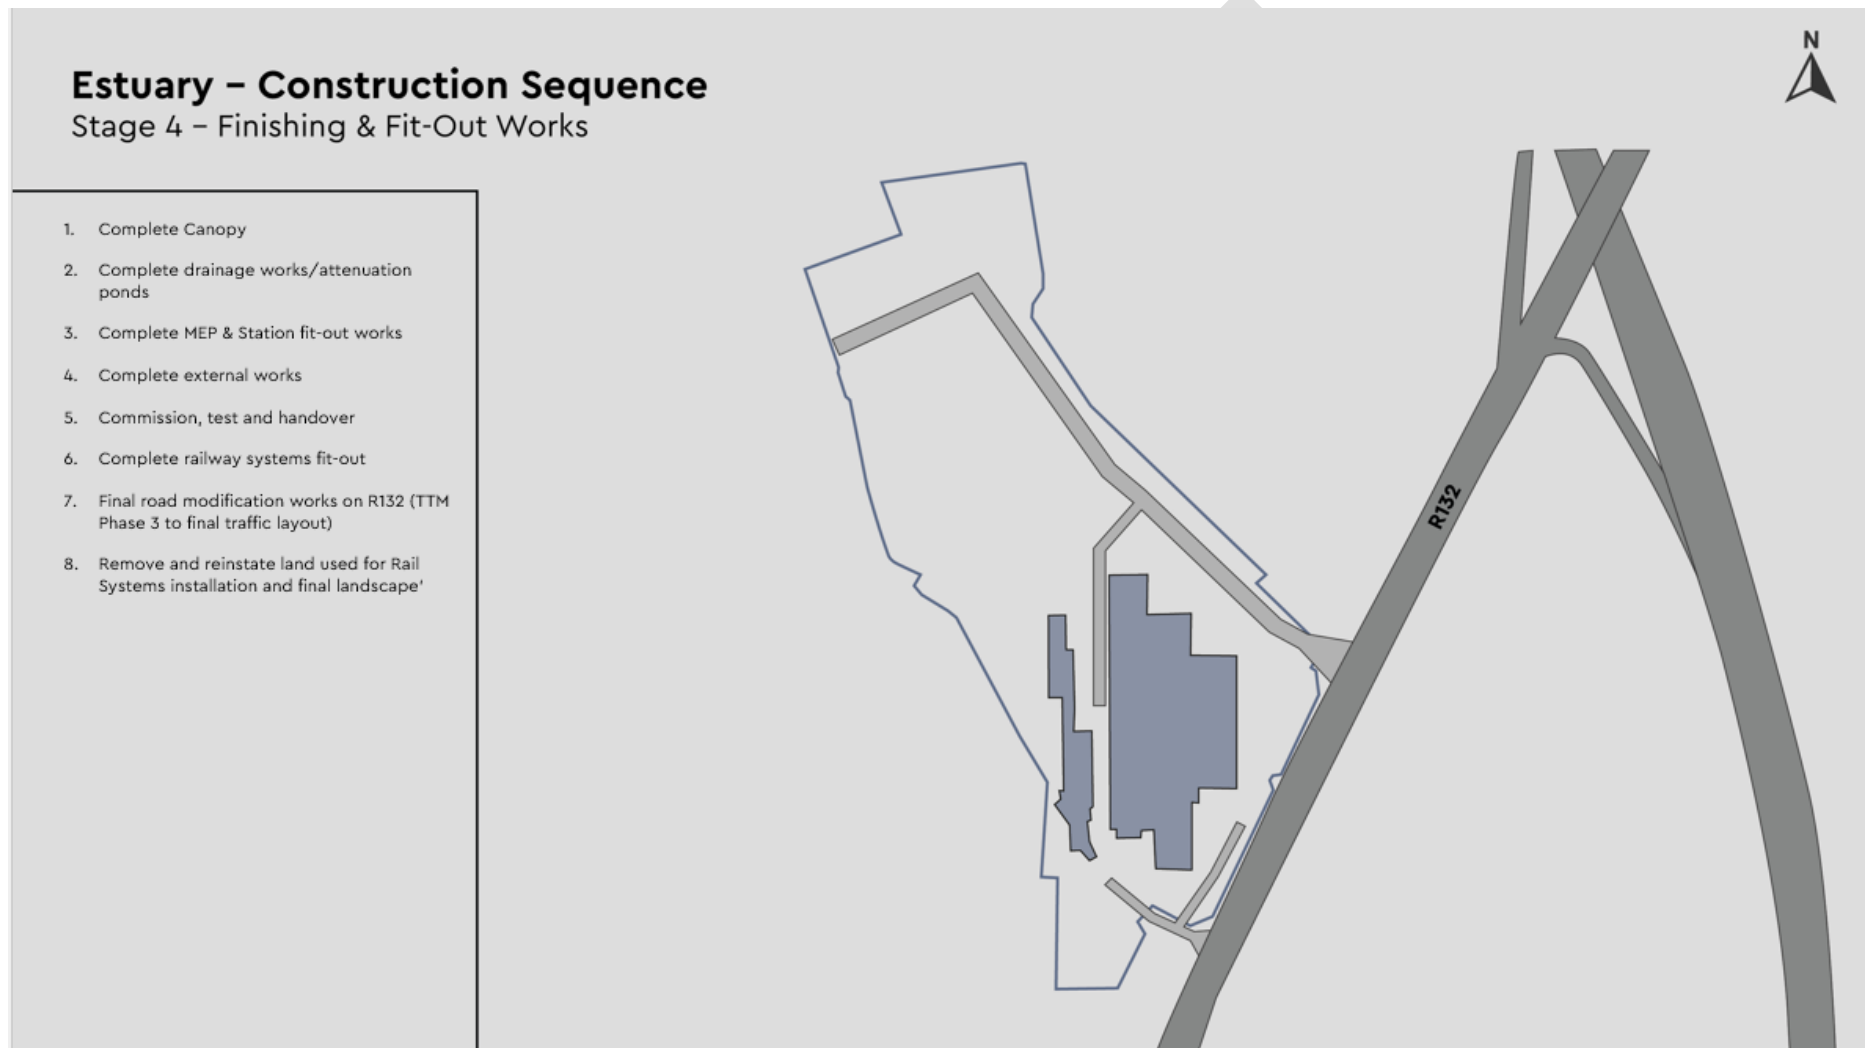 Estuary – Construction Sequence
Stage 4 – Finishing & Fit-Out Works
N
1. Complete Canopy
2. Complete drainage works/attenuation
ponds
3. Complete MEP & Station fit-out works
4. Complete external works
5. Commission, test and handover
6. Complete railway systems fit-out
7. Final road modification works on R132 (TTM
Phase 3 to final traffic layout)
8. Remove and reinstate land used for Rail
Systems installation and final landscape'
R132